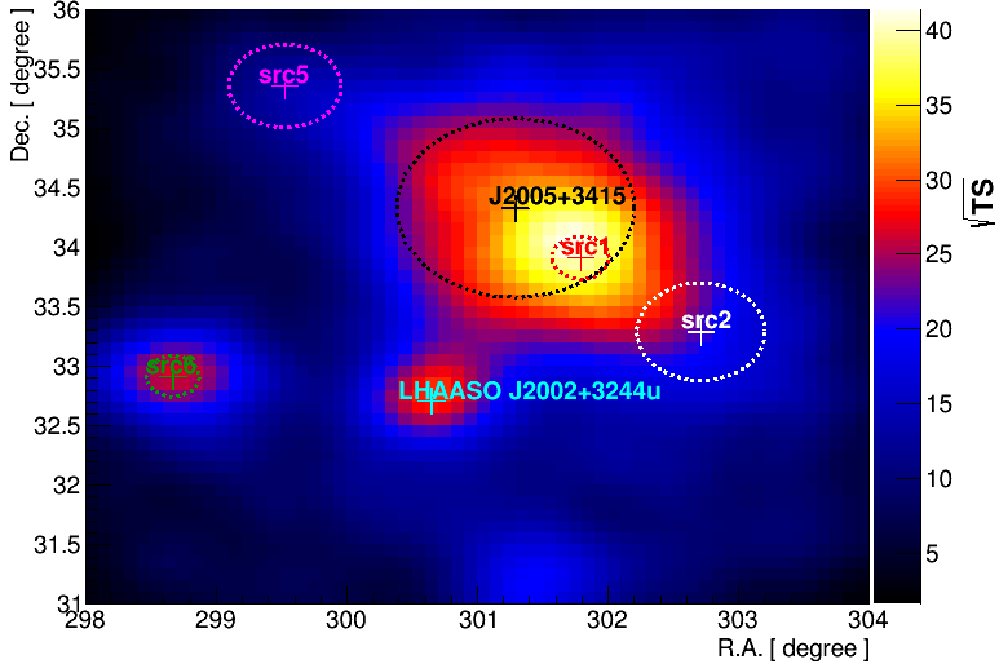 36
35.5
35
34.5
34
33.5
33
32.5
32
31.5
31
Dec. [ degree ]
298 299 300 301 302 303 304
R.A. [ degree ]
src5
J2005+3415
src1
src2
src6
LHAASO J2002+3244u
40
35
30
25
20
15
10
5
√TS